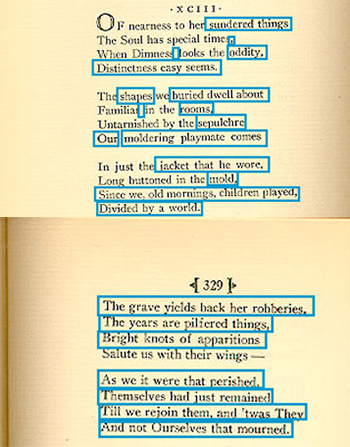 · XCIII ·
OF nearness to her sundered things
The Soul has special times,
When Dimness looks the oddity,
Distinctness easy seems.
The shapes we buried dwell about
Familiar in the rooms,
Untarnished by the sepulchre
Our moldering playmate comes
In just the jacket that he wore,
Long buttoned in the mold,
Since we, old mornings, children played,
Divided by a world.
329
The grave yields back her robberies,
The years are pilfered things,
Bright knots of apparitions
Salute us with their wings —
As we it were that perished,
Themselves had just remained
Till we rejoin them, and 'twas They
And not Ourselves that mourned.